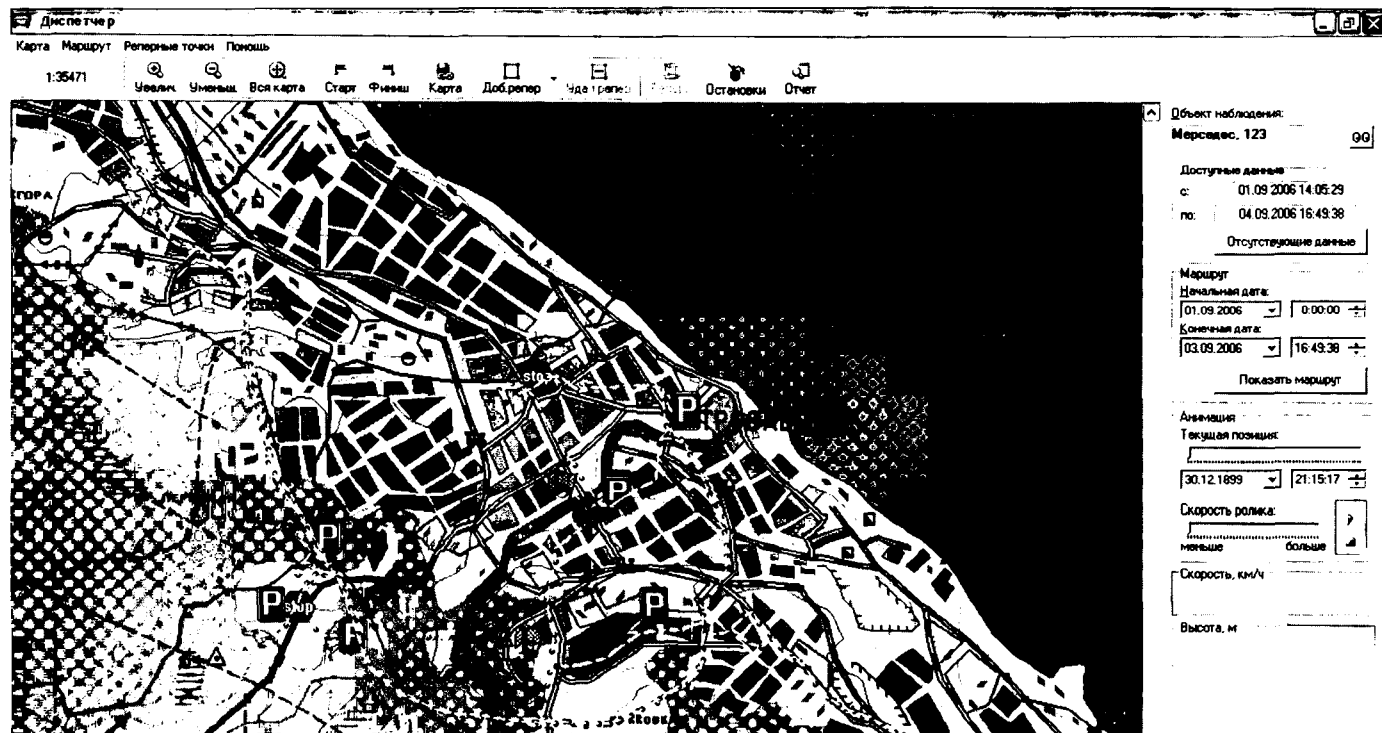 Диспетчер
Карта Маршрут Реперные точки Помощь
1:35471
Увелич. Уменьш. Вся карта Старт Финиш Карта Доб.репер Остановки Отчет
Объект наблюдения:
Мерседес, 123
Доступные данные
с: 01.09.2006 14:05:29
по: 04.09.2006 16:49:38
Отсутствующие данные
Маршрут
Начальная дата:
01.09.2006 0:00:00
Конечная дата:
03.09.2006 16:49:38
Показать маршрут
Анимация
Текущая позиция:
30.12.1899 21:15:17
Скорость ролика:
меньше больше
Скорость, км/ч
Высота, м
ГОРА
stop
P
P
P
P stop
P